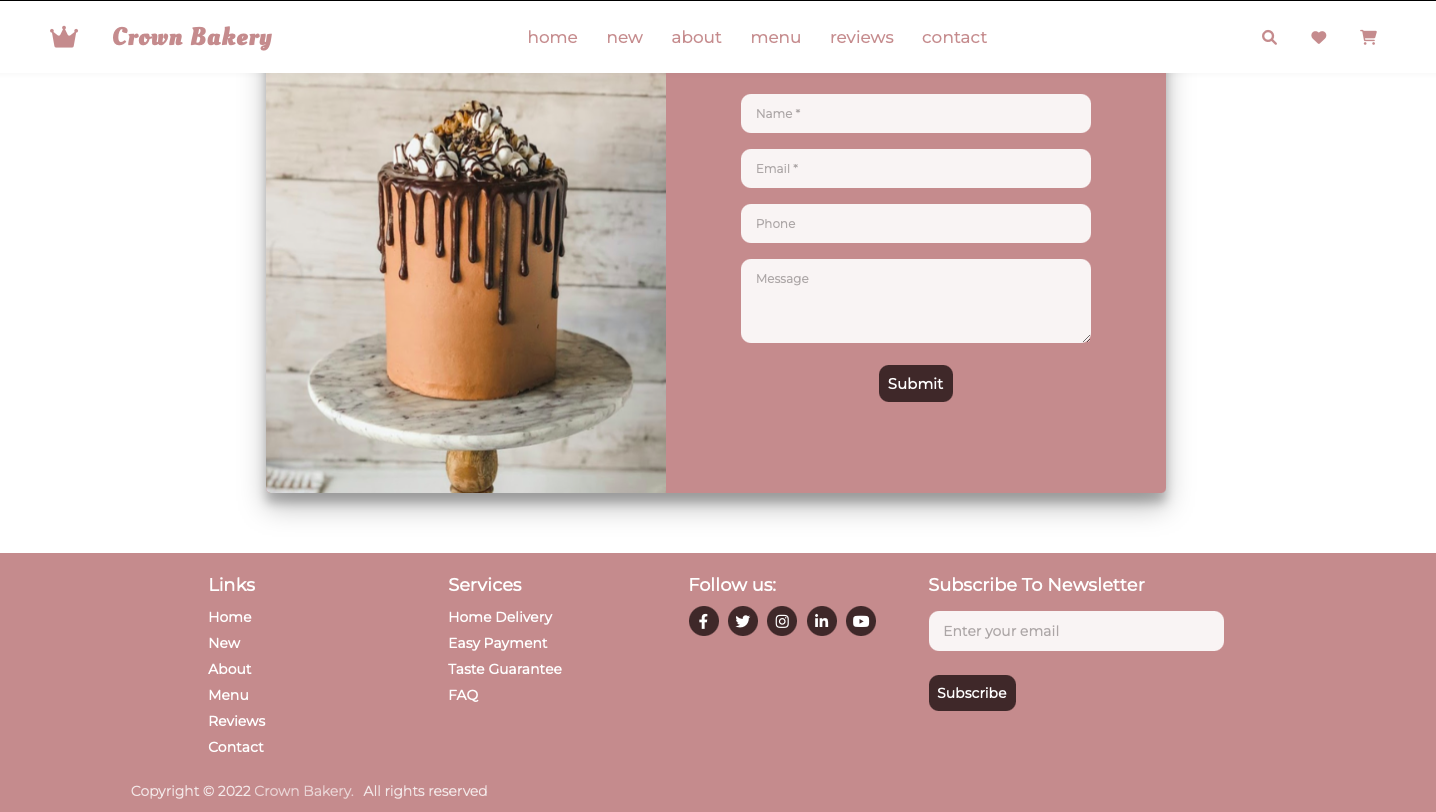 Crown Bakery
home new about menu reviews contact
Name *
Email *
Phone
Message
Submit
Links
Home
New
About
Menu
Reviews
Contact
Services
Home Delivery
Easy Payment
Taste Guarantee
FAQ
Follow us:
Subscribe To Newsletter
Enter your email
Subscribe
Copyright © 2022 Crown Bakery. All rights reserved